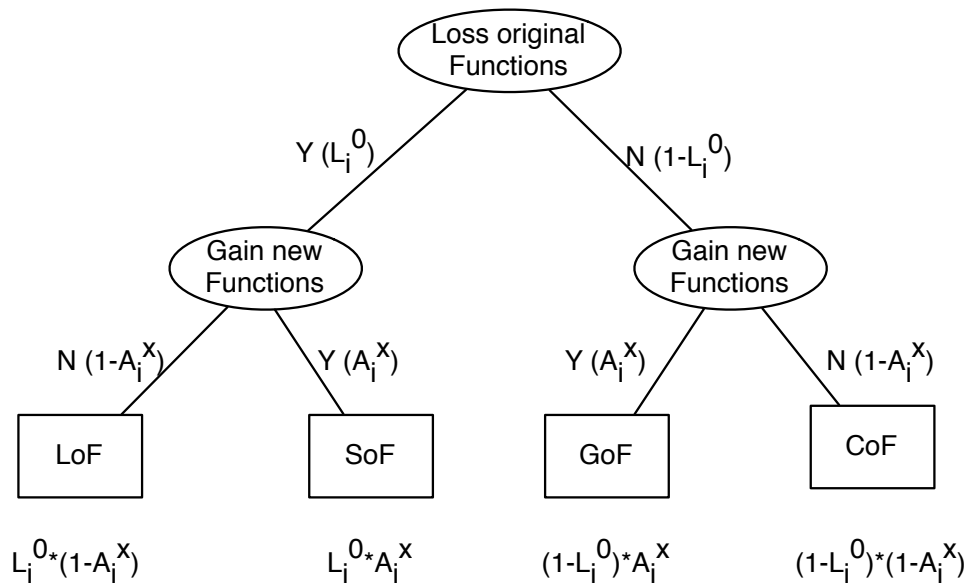 Loss original
Functions
Y (L_i^0)
N (1-L_i^0)
Gain new
Functions
Gain new
Functions
N (1-A_i^x)
Y (A_i^x)
Y (A_i^x)
N (1-A_i^x)
LoF
SoF
GoF
CoF
L_i^0*(1-A_i^x)
L_i^0*A_i^x
(1-L_i^0)*A_i^x
(1-L_i^0)*(1-A_i^x)